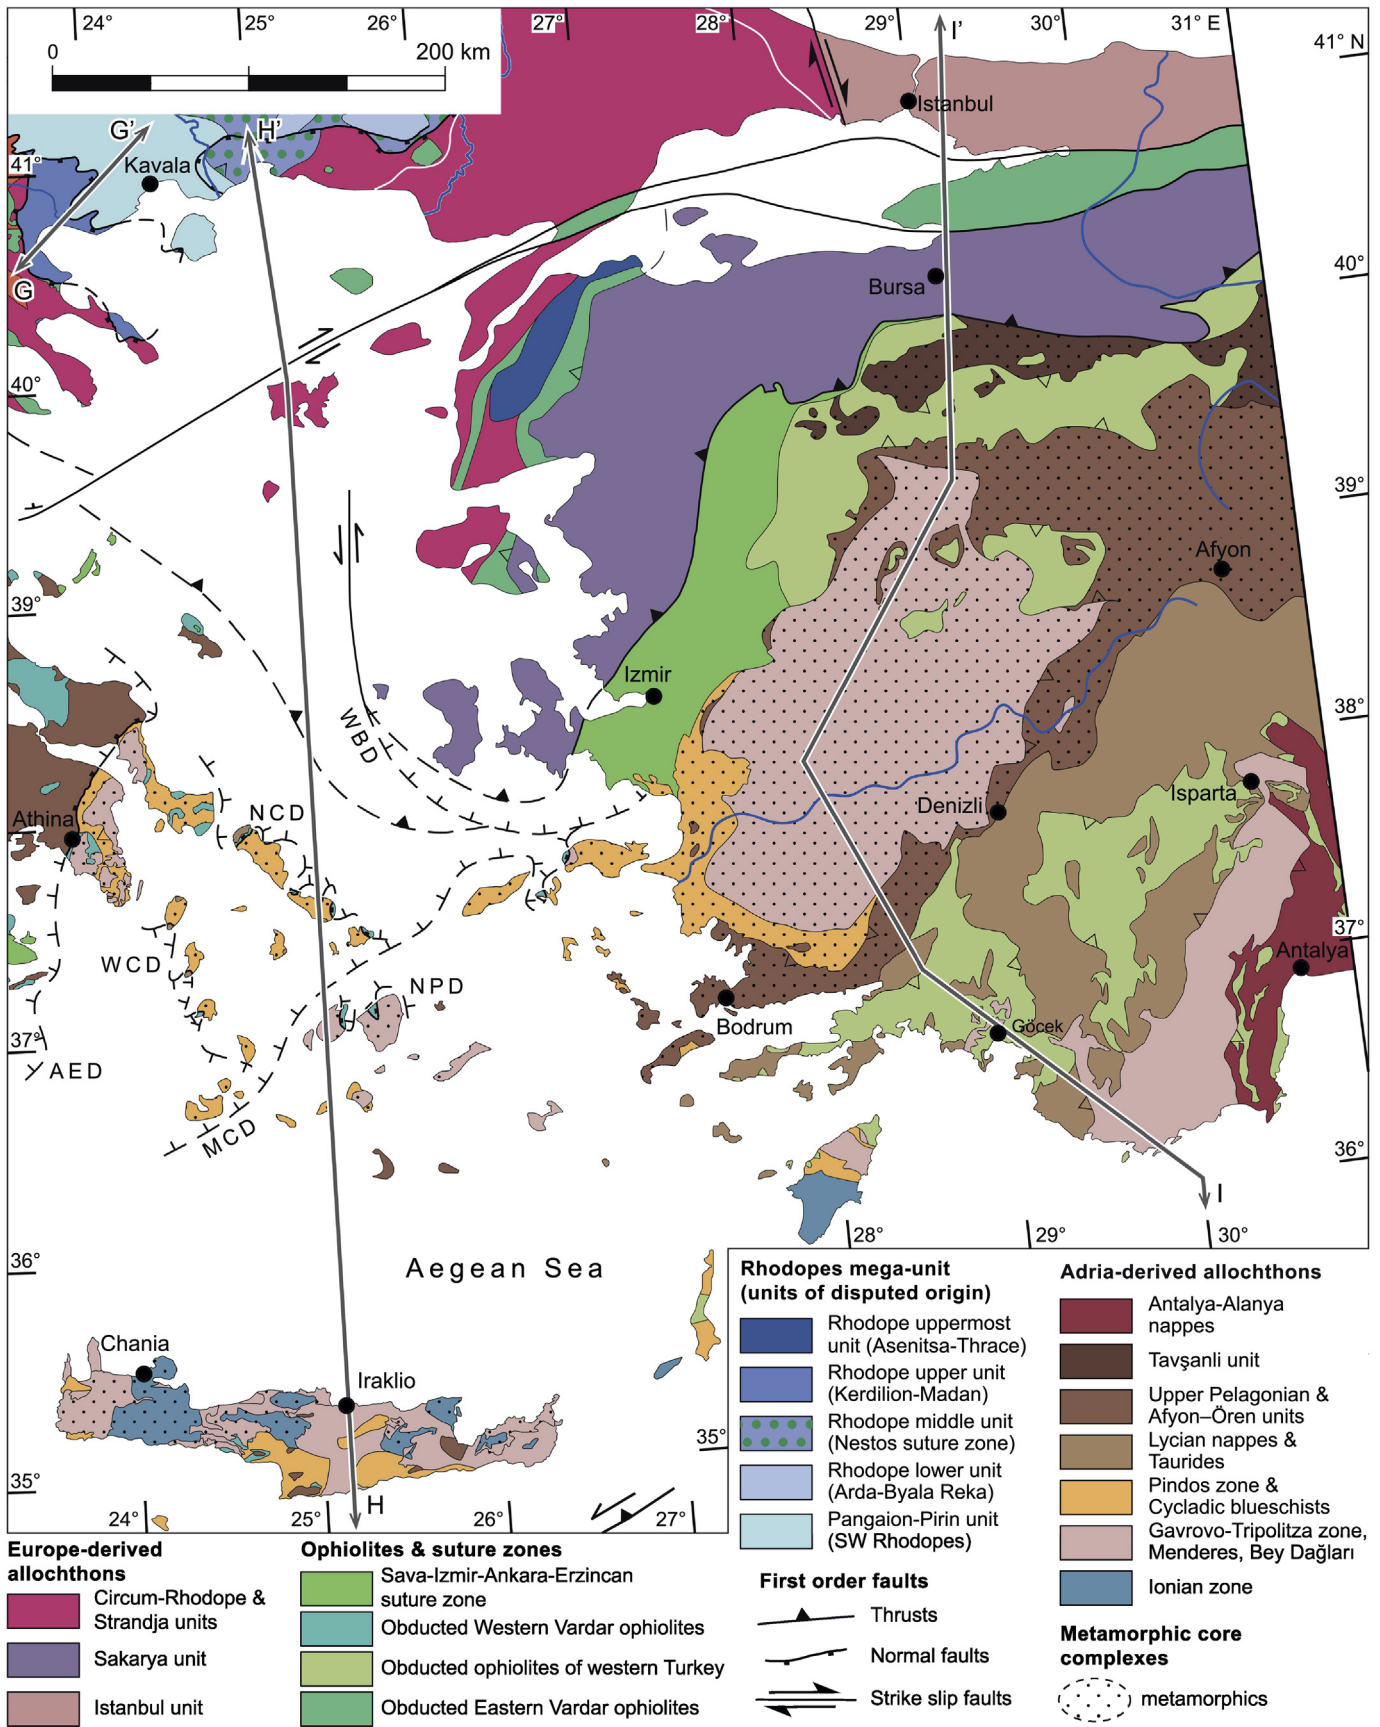 24°
25°
26°
27°
28°
29°
I’
30°
31° E
41° N
0
200 km
Istanbul
G’
H’
41°
Kavala
G
40°
Bursa
40°
39°
Afyon
39°
Izmir
38°
WBD
Isparta
Denizli
Athina
NCD
37°
Antalya
WCD
NPD
Bodrum
Göcek
37°
AED
MCD
36°
I
28°
29°
30°
36°
Aegean Sea
Chania
Iraklio
35°
35°
H
24°
25°
26°
27°
Rhodopes mega-unit
(units of disputed origin)
Rhodope uppermost
unit (Asenitsa-Thrace)
Rhodope upper unit
(Kerdilion-Madan)
Rhodope middle unit
(Nestos suture zone)
Rhodope lower unit
(Arda-Byala Reka)
Pangaion-Pirin unit
(SW Rhodopes)
First order faults
Thrusts
Normal faults
Strike slip faults
Adria-derived allochthons
Antalya-Alanya
nappes
Tavşanli unit
Upper Pelagonian &
Afyon–Ören units
Lycian nappes &
Taurides
Pindos zone &
Cycladic blueschists
Gavrovo-Tripolitza zone,
Menderes, Bey Dağları
Ionian zone
Metamorphic core
complexes
metamorphics
Europe-derived
allochthons
Circum-Rhodope &
Strandja units
Sakarya unit
Istanbul unit
Ophiolites & suture zones
Sava-Izmir-Ankara-Erzincan
suture zone
Obducted Western Vardar ophiolites
Obducted ophiolites of western Turkey
Obducted Eastern Vardar ophiolites